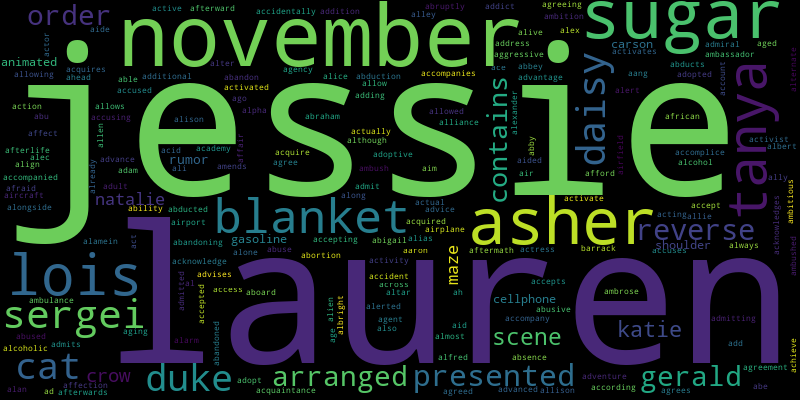 order
active afterward
accidentally addition
abruptly addict
agreeing
november
sugar
alley
ambition
alex
aide
actor
animated
alive
address
aggressive
carson
admiral
ambassador
aged
allowing acquires
ahead
able additional
alter
abandon
agency alice abduction
accompanies
ace abbey
advantage
activates
aang adopted
abducts
account
alternate
jessie
accused
activated
allow
adding
contains
alexander
daisy
alert
tanya
action allows
abu
ago
alpha
abraham
allowed
alliance
african
affect
accusing
allen
alison
actually
although
afterlife
alec
align
acid academy
rumor
affair
acquire
agree
adoptive
ambush
aim
abby
aided
air
airfield
afford
accomplice
alcohol
activist
albert
ally
accompanied
already
advance
adam
ali
amends
admit
afraid
aircraft
adult
natalie
along
activate
accept
ambitious
alongside
ability abducted
airport
blanket
actual
advice
acquired
airplane
asher
acting allie
reverse
acknowledges
alamein
act
abandoning
gasoline
accepting abigail alias
aftermath actress
barrack
accuses
shoulder
always
ambushed
lois
acknowledge
alone abuse
abortion
aaron
maze
lauren
admitted
al
advises
accepted
access
aboard
activity
accident
across
altar
ah
accepts
cellphone
ambrose
ambulance
sergei
aging
age alien
albright
alerted
agent
also
aid
almost
accompany
abusive
scene
katie
admitting
add
abused
alcoholic admits
alarm
abandoned
alfred
absence
achieve
cat
crow
duke
adopt
arranged
acquaintance
presented
agreed advanced allison
adventure
according
gerald
agrees
agreement
abe
alan
affection
ad afterwards